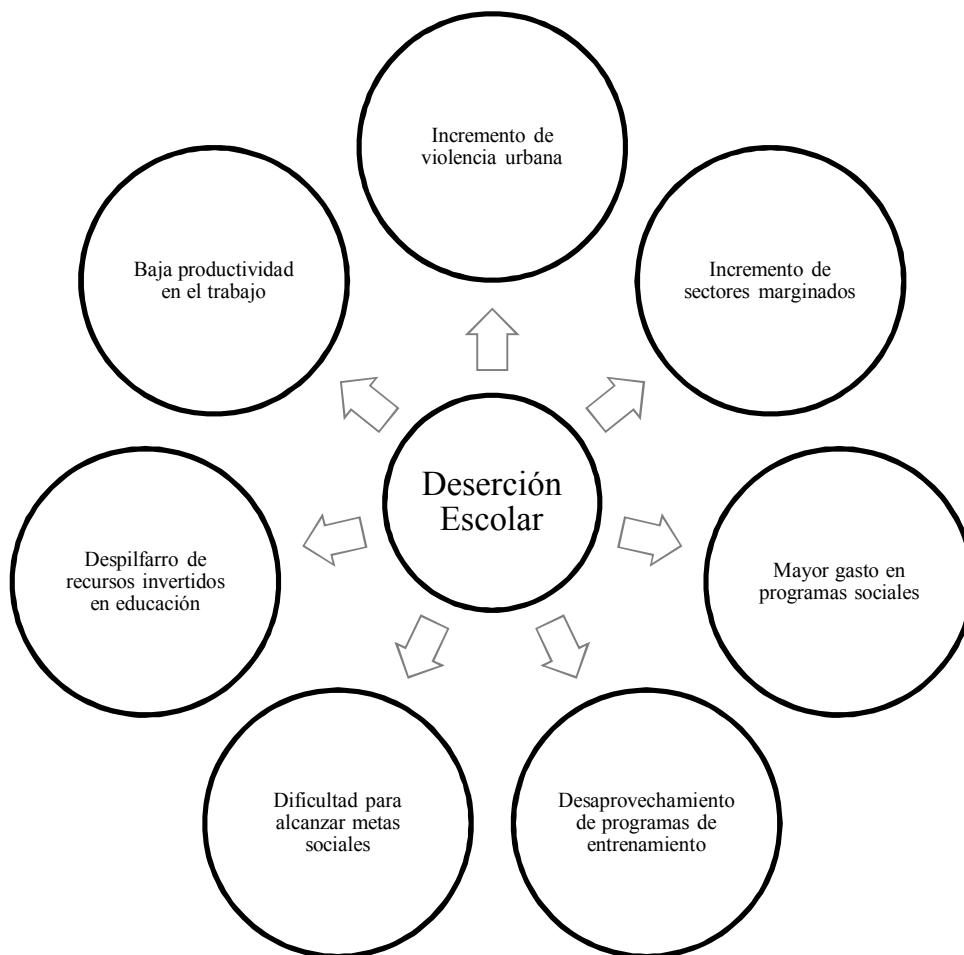 Incremento de
violencia urbana
Baja productividad
en el trabajo
Incremento de
sectores marginados
Deserción
Escolar
Despilfarro de
recursos invertidos
en educación
Mayor gasto en
programas sociales
Dificultad para
alcanzar metas
sociales
Desaprovechamiento
de programas de
entrenamiento